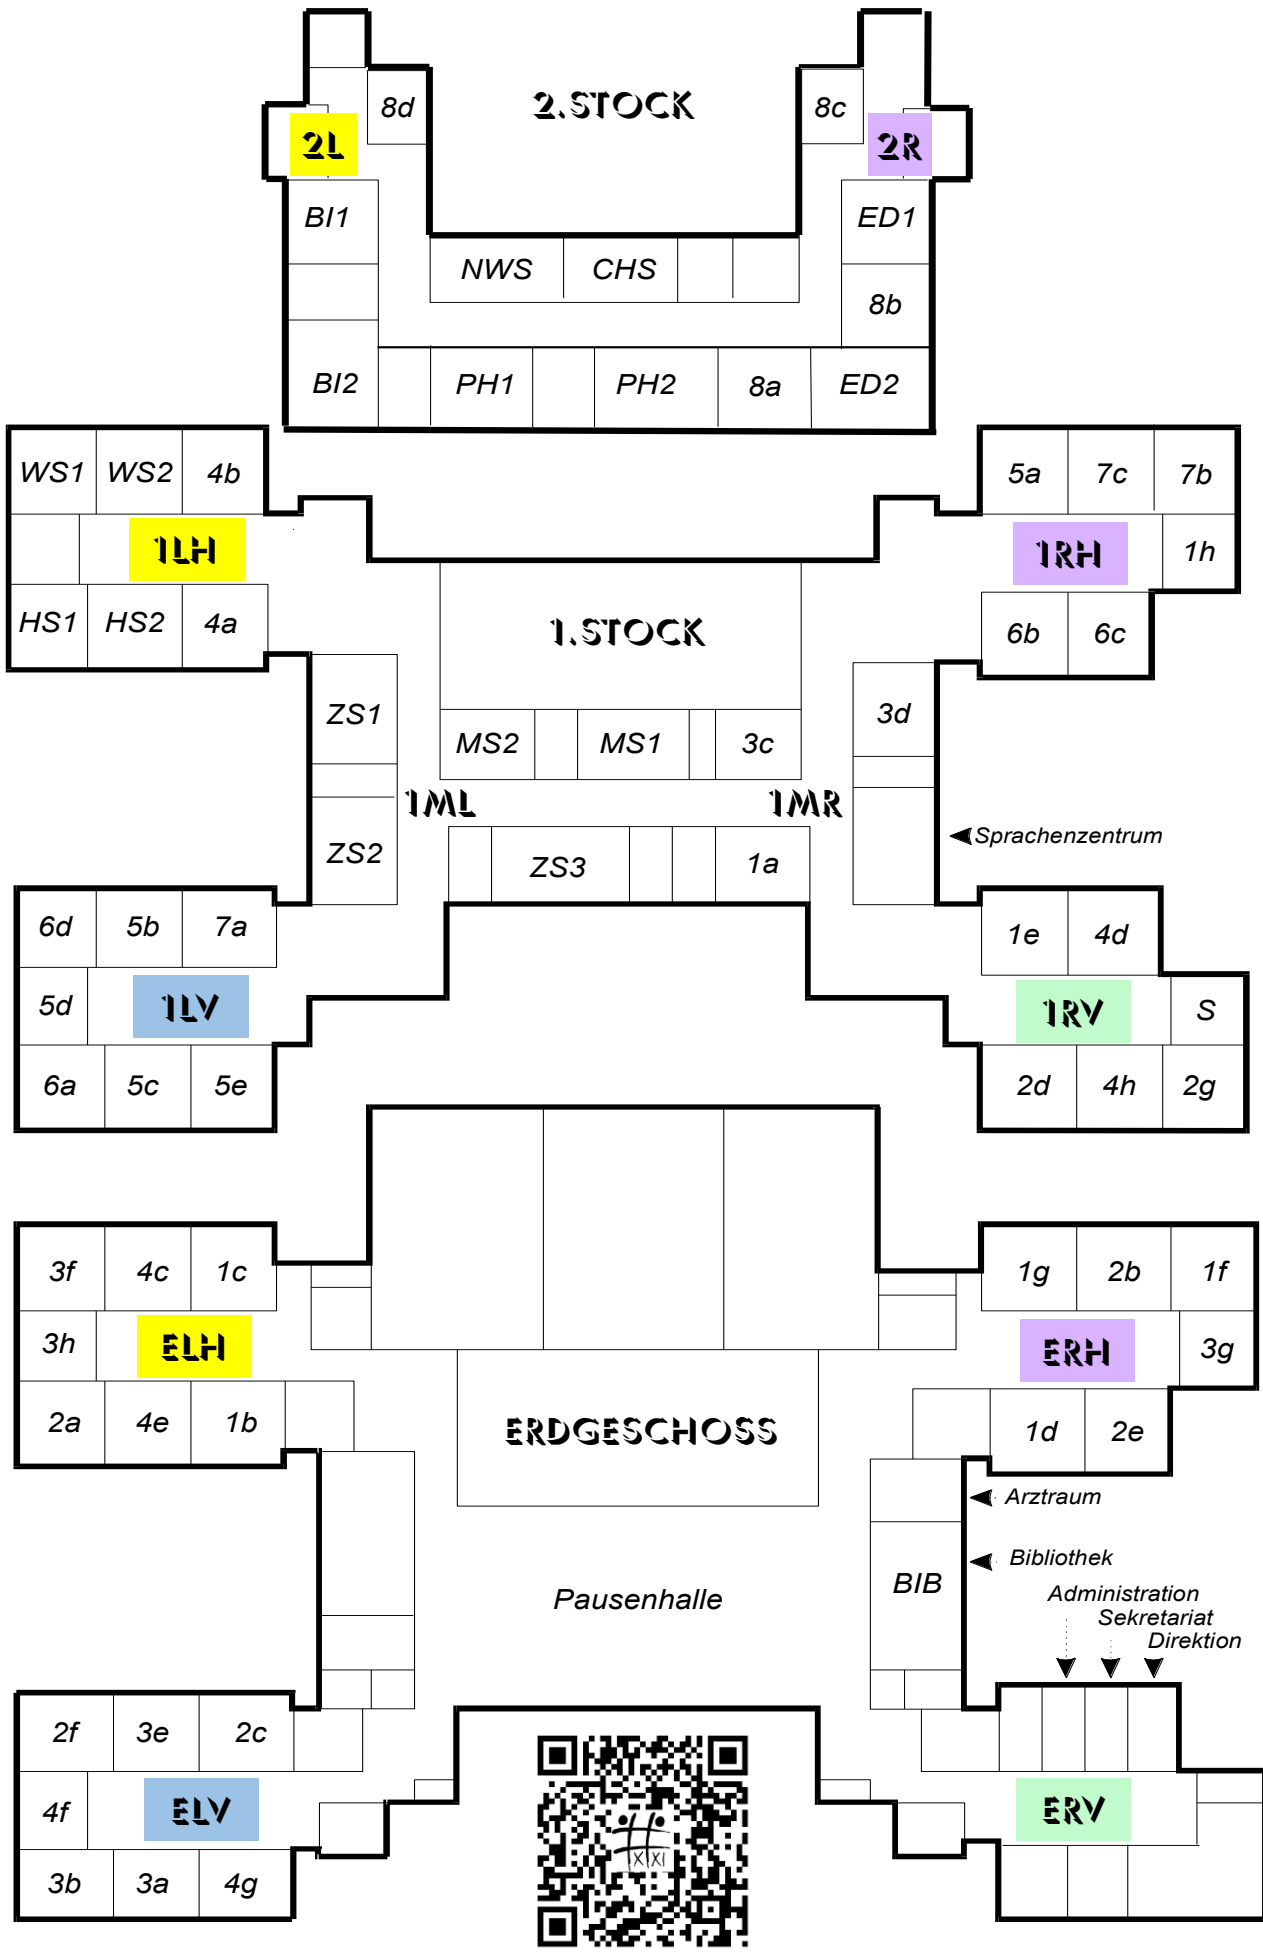 2.STOCK
8d
8c
2L
2R
BI1
ED1
NWS
CHS
8b
BI2
PH1
PH2
8a
ED2
WS1
WS2
4b
5a
7c
7b
1LH
1RH
1h
HS1
HS2
4a
1.STOCK
6b
6c
ZS1
3d
MS2
MS1
3c
1ML
1MR
Sprachenzentrum
ZS2
ZS3
1a
6d
5b
7a
1e
4d
5d
1LV
1RV
S
6a
5c
5e
2d
4h
2g
3f
4c
1c
1g
2b
1f
3h
ELH
ERH
3g
2a
4e
1b
ERDGESCHOSS
1d
2e
Arztraum
Bibliothek
BIB
Pausenhalle
Administration
Sekretariat
Direktion
2f
3e
2c
4f
ELV
ERV
XXI
3b
3a
4g